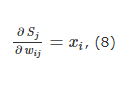 ∂ S_j / ∂ w_ij = x_i, (8)